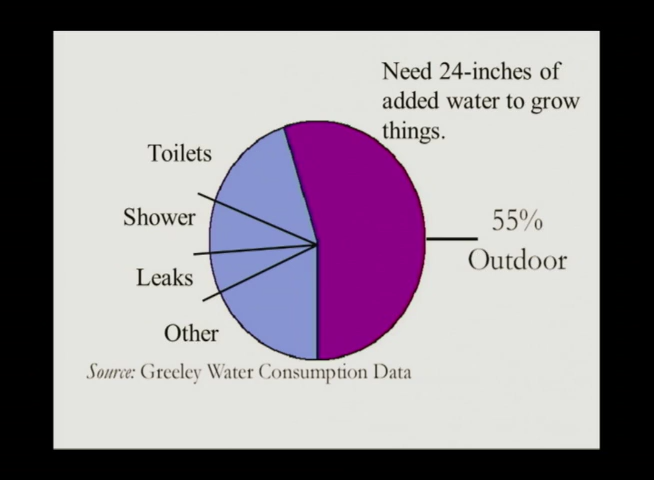 Need 24-inches of
added water to grow
things.
Toilets
Shower
Leaks
Other
55%
Outdoor
Source: Greeley Water Consumption Data